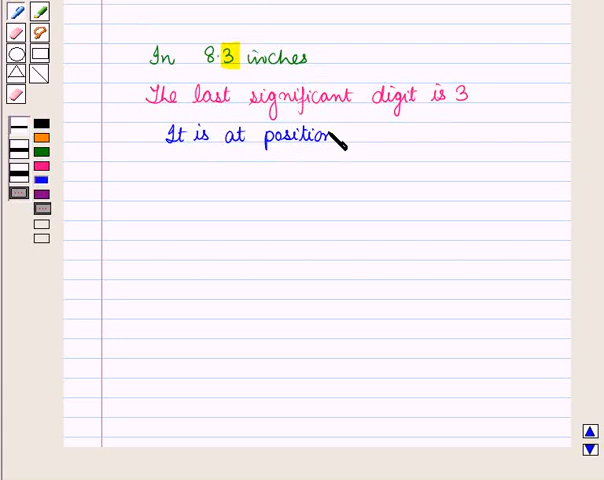 In 8.3 inches
The last significant digit is 3
It is at position